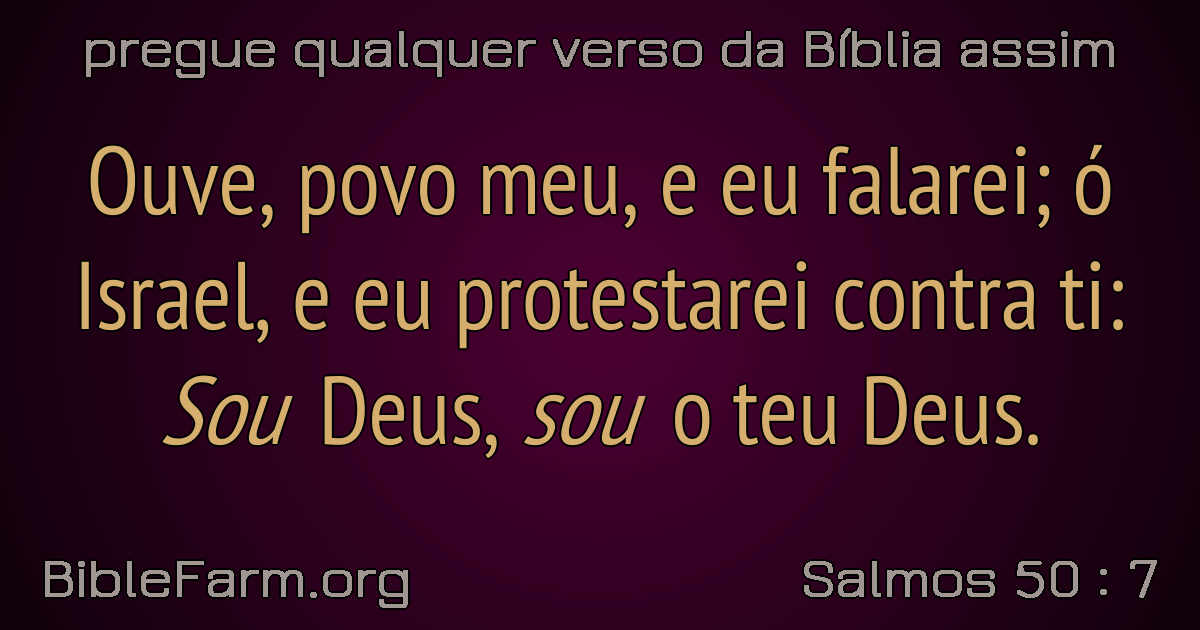 pregue qualquer verso da Bíblia assim
Ouve, povo meu, e eu falarei; ó
Israel, e eu protestarei contra ti:
Sou Deus, sou o teu Deus.
BibleFarm.org
Salmos 50 : 7